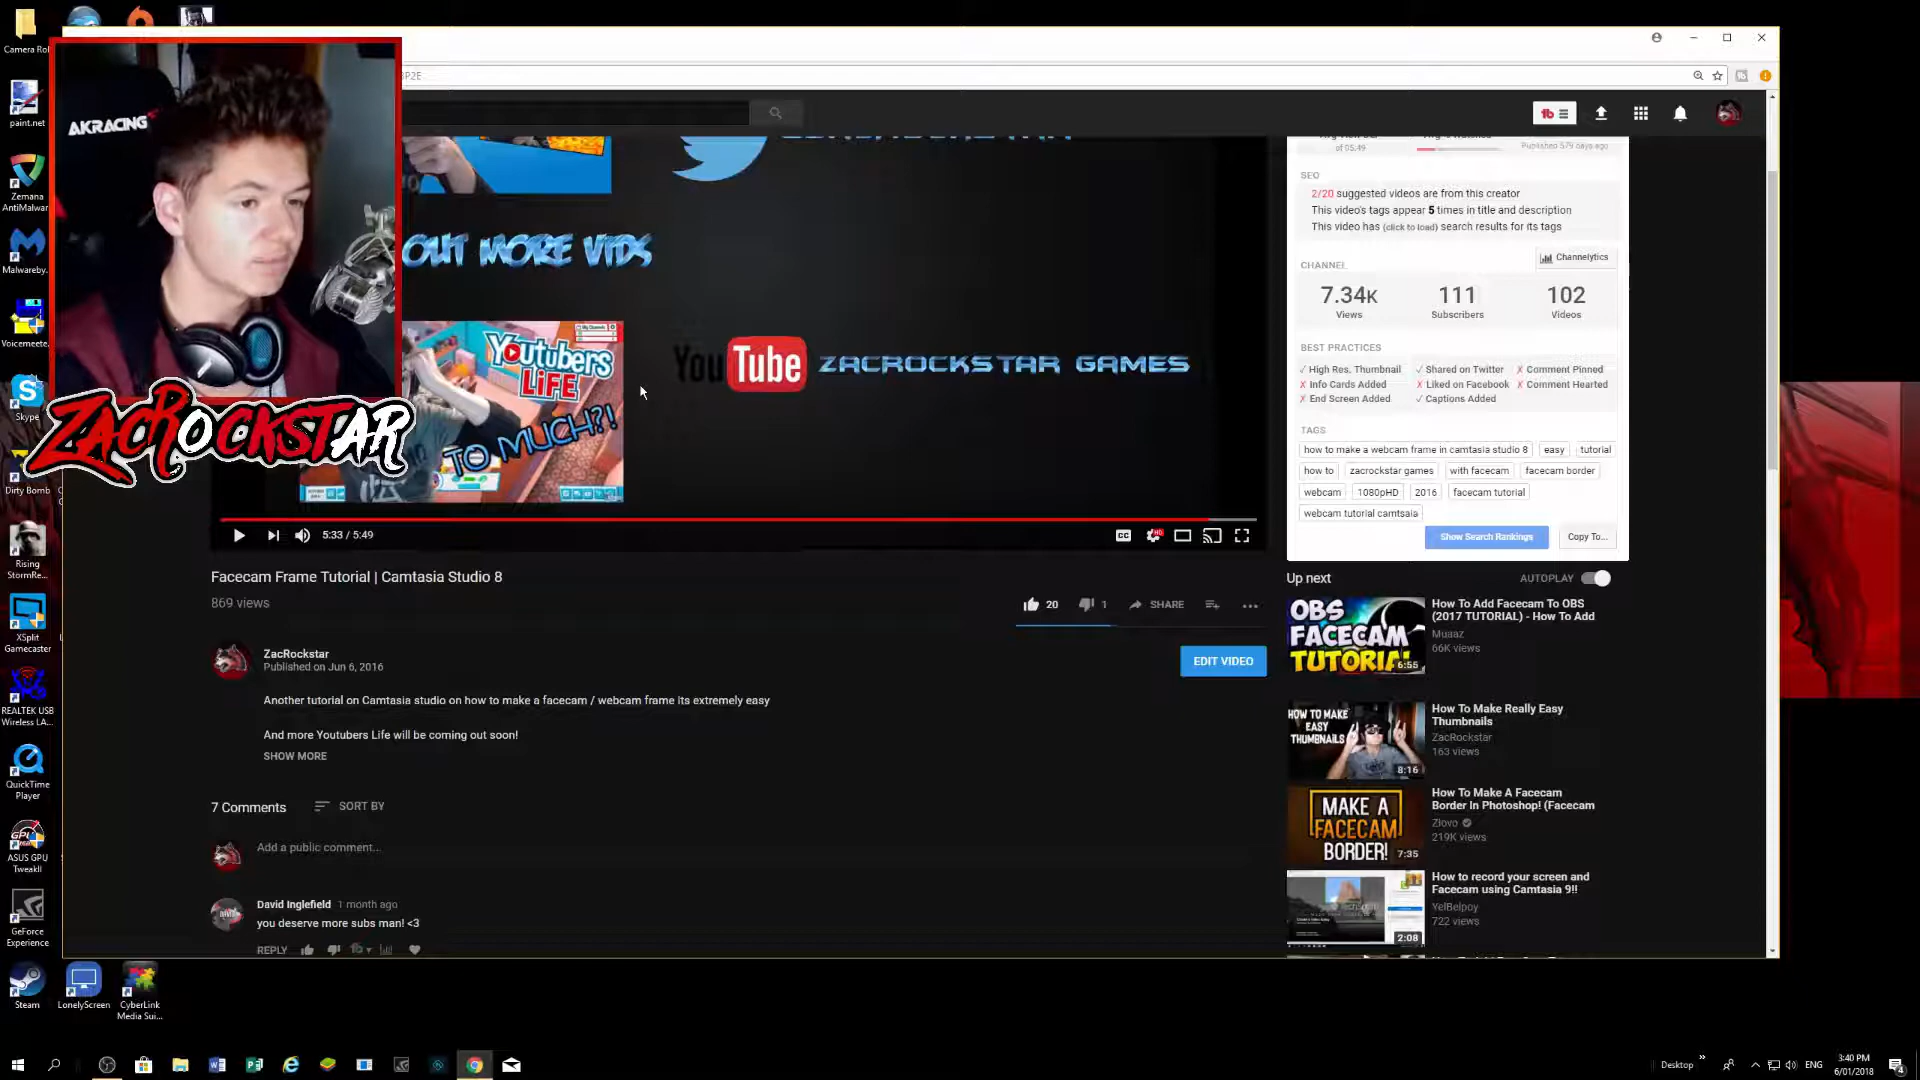 Camera Rol
paint.net
Zemana
AntiMalwar
Malwareby.
Voicemeete.
Skype
Dirty Bomb
Rising
StormRe...
XSplit
Gamecaster
REALTEK USB
Wireless LA...
QuickTime
Player
ASUS GPU
TweakII
GeForce
Experience
Steam
LonelyScreen
CyberLink
Media Sui...
AKRACING
ZACROCKSTAR
P2E
OUT MORE VIDS
YOUTUBERS
LIFE
TO MUCH?!
YouTube ZACROCKSTAR GAMES
5:33 / 5:49
CC
HD
Facecam Frame Tutorial | Camtasia Studio 8
869 views
20
1
SHARE
ZacRockstar
Published on Jun 6, 2016
EDIT VIDEO
Another tutorial on Camtasia studio on how to make a facecam / webcam frame its extremely easy
And more Youtubers Life will be coming out soon!
SHOW MORE
7 Comments
SORT BY
Add a public comment...
David Inglefield 1 month ago
you deserve more subs man! <3
REPLY
tb
of 05:49
Published 579 days ago
SEO
2/20 suggested videos are from this creator
This video's tags appear 5 times in title and description
This video has (click to load) search results for its tags
CHANNEL
Channelytics
7.34K 111 102
Views Subscribers Videos
BEST PRACTICES
✓ High Res. Thumbnail ✓ Shared on Twitter ✗ Comment Pinned
✗ Info Cards Added ✗ Liked on Facebook ✗ Comment Hearted
✗ End Screen Added ✓ Captions Added
TAGS
how to make a webcam frame in camtasia studio 8 easy tutorial
how to zacrockstar games with facecam facecam border
webcam 1080pHD 2016 facecam tutorial
webcam tutorial camtsaia
Show Search Rankings Copy To...
Up next
AUTOPLAY
OBS
FACECAM
TUTORIAL
6:55
How To Add Facecam To OBS
(2017 TUTORIAL) - How To Add
Muaaz
66K views
HOW TO MAKE
EASY
THUMBNAILS
8:16
How To Make Really Easy
Thumbnails
ZacRockstar
163 views
MAKE A
FACECAM
BORDER!
7:35
How To Make A Facecam
Border In Photoshop! (Facecam
Zlovo
219K views
2:08
How to record your screen and
Facecam using Camtasia 9!!
YelBelpoy
722 views
Desktop
ENG
3:40 PM
6/01/2018
4